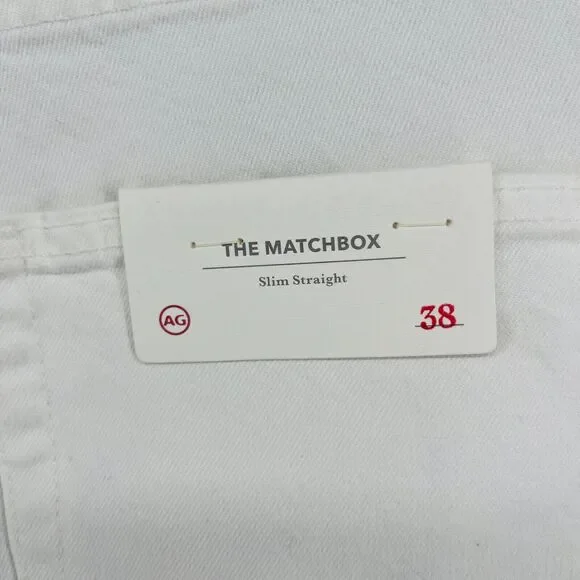 THE MATCHBOX
Slim Straight
AG
38